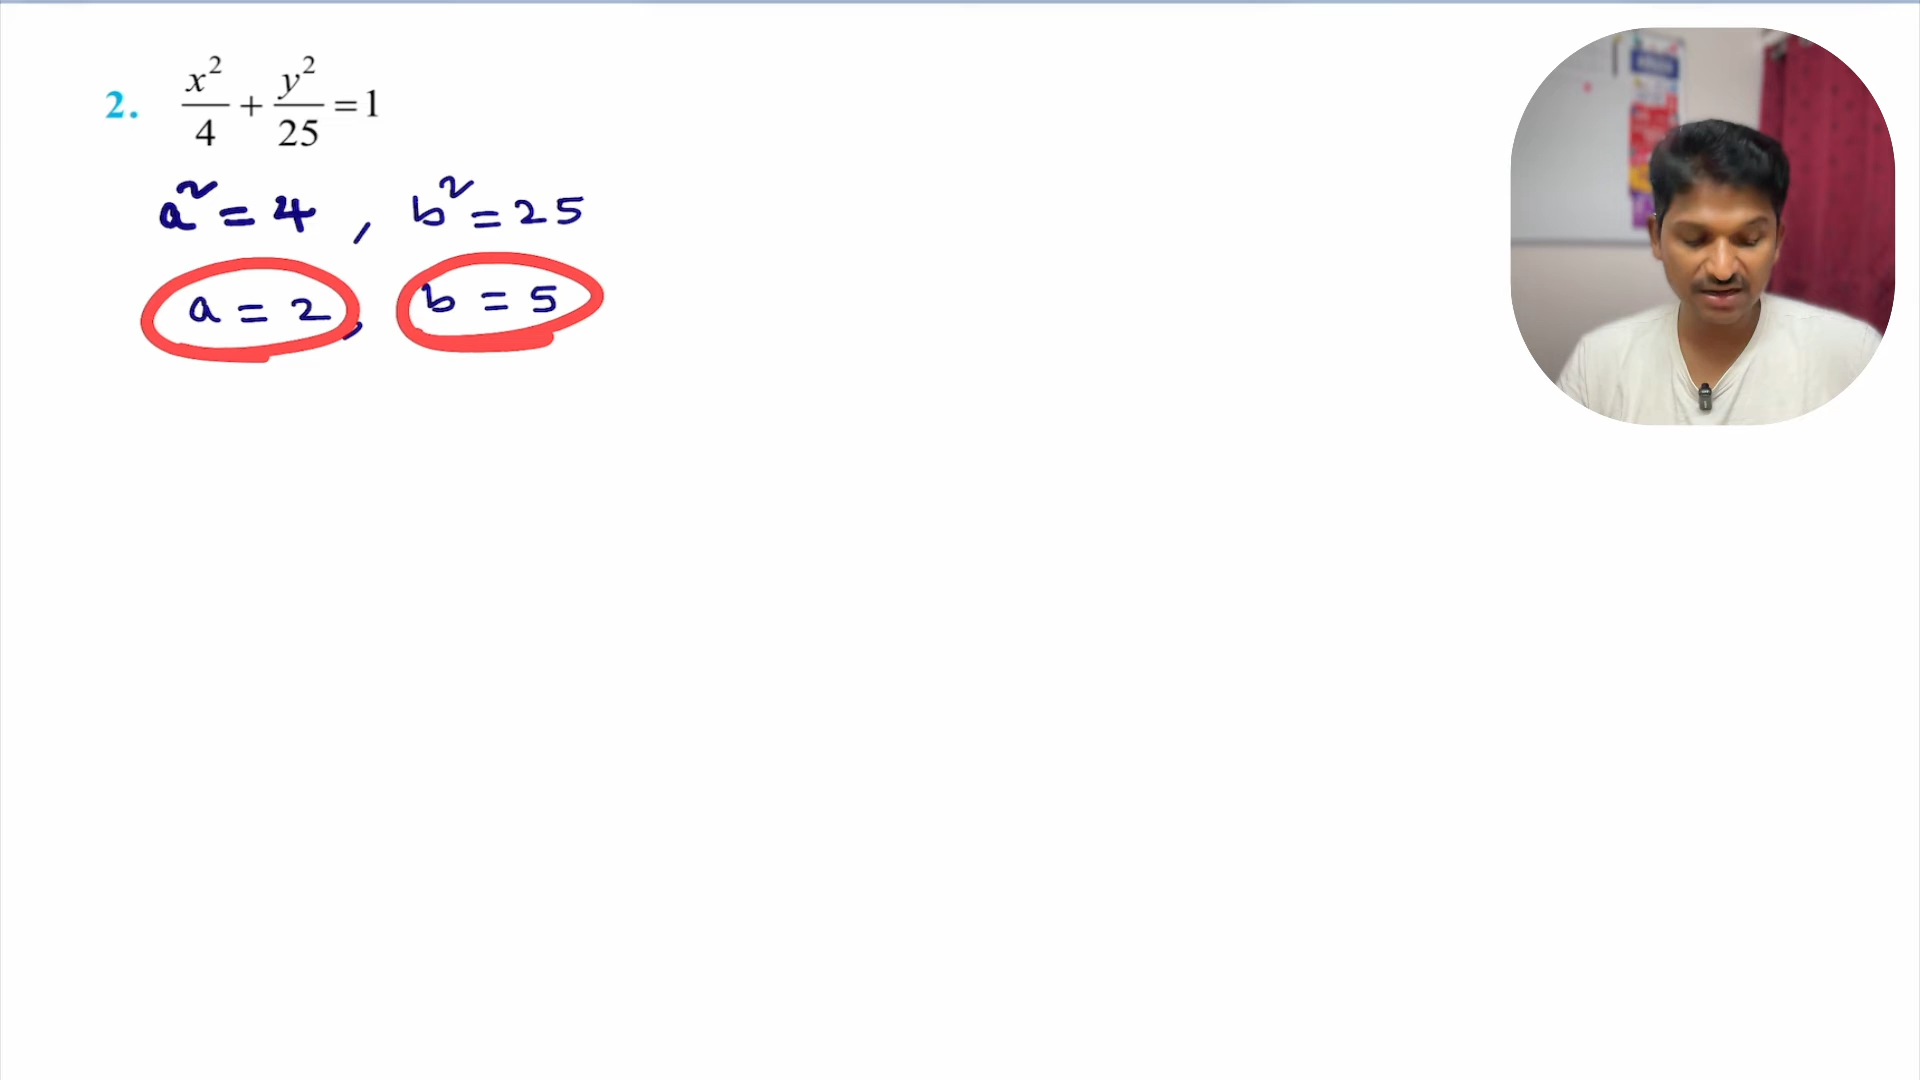 2. x²/4 + y²/25 = 1
a² = 4 , b² = 25
a = 2 , b = 5